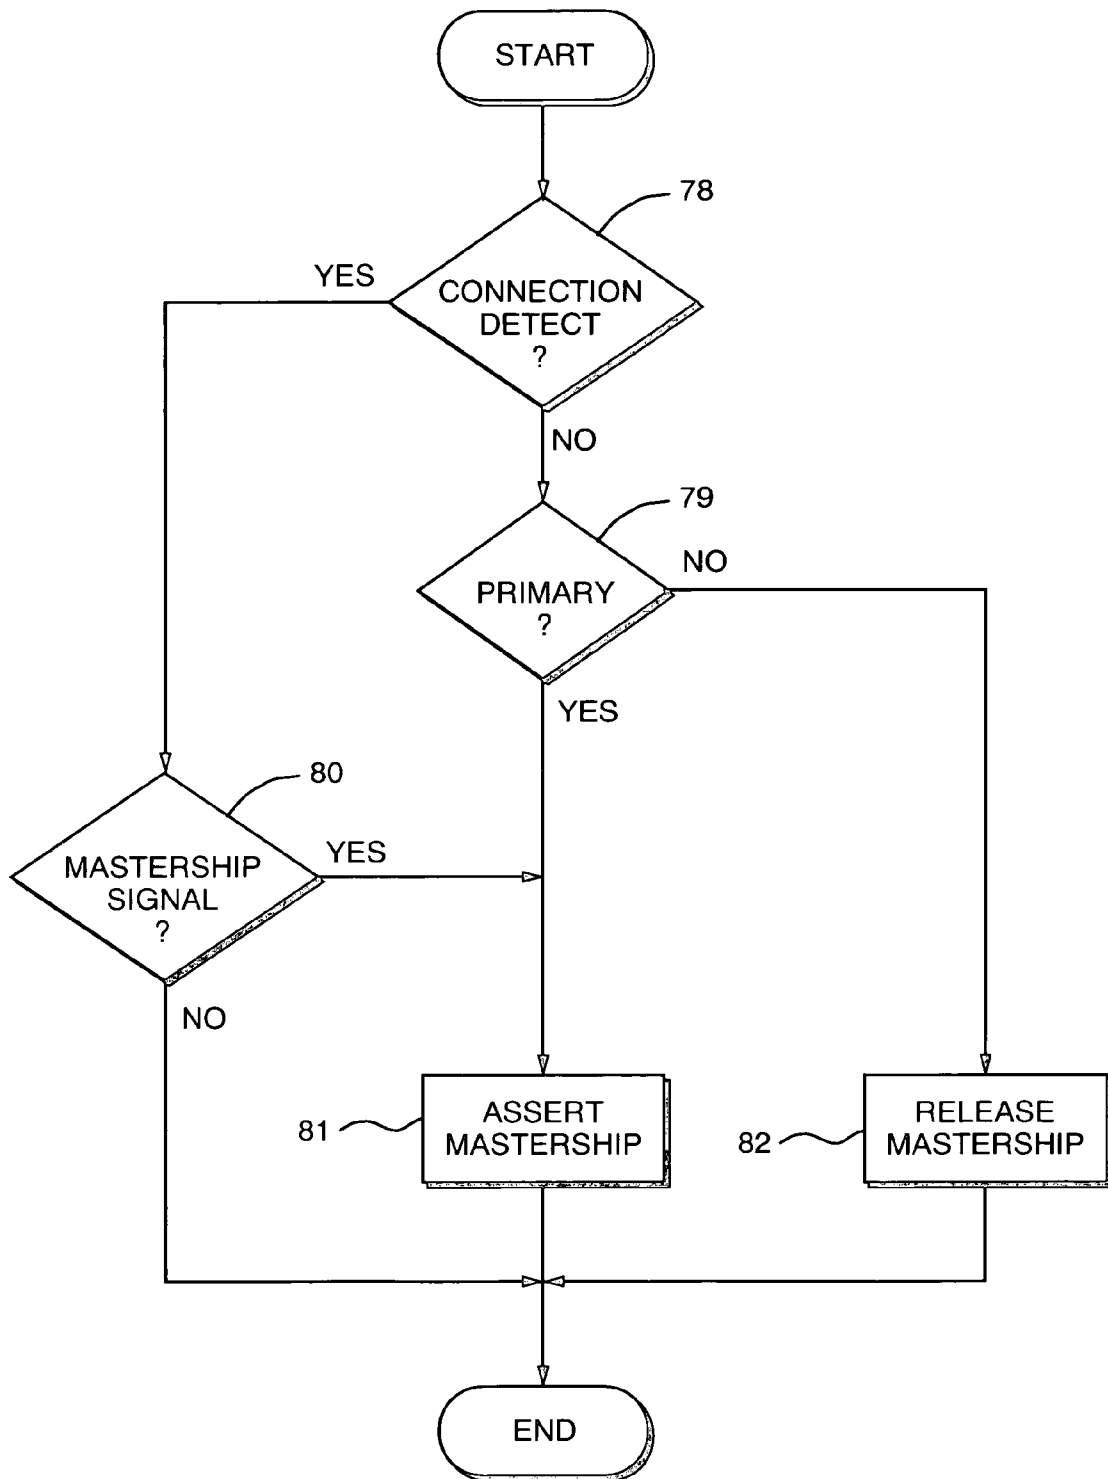 START
78
YES
CONNECTION
DETECT
?
NO
79
NO
PRIMARY
?
YES
80
YES
MASTERSHIP
SIGNAL
?
NO
81
ASSERT
MASTERSHIP
82
RELEASE
MASTERSHIP
END